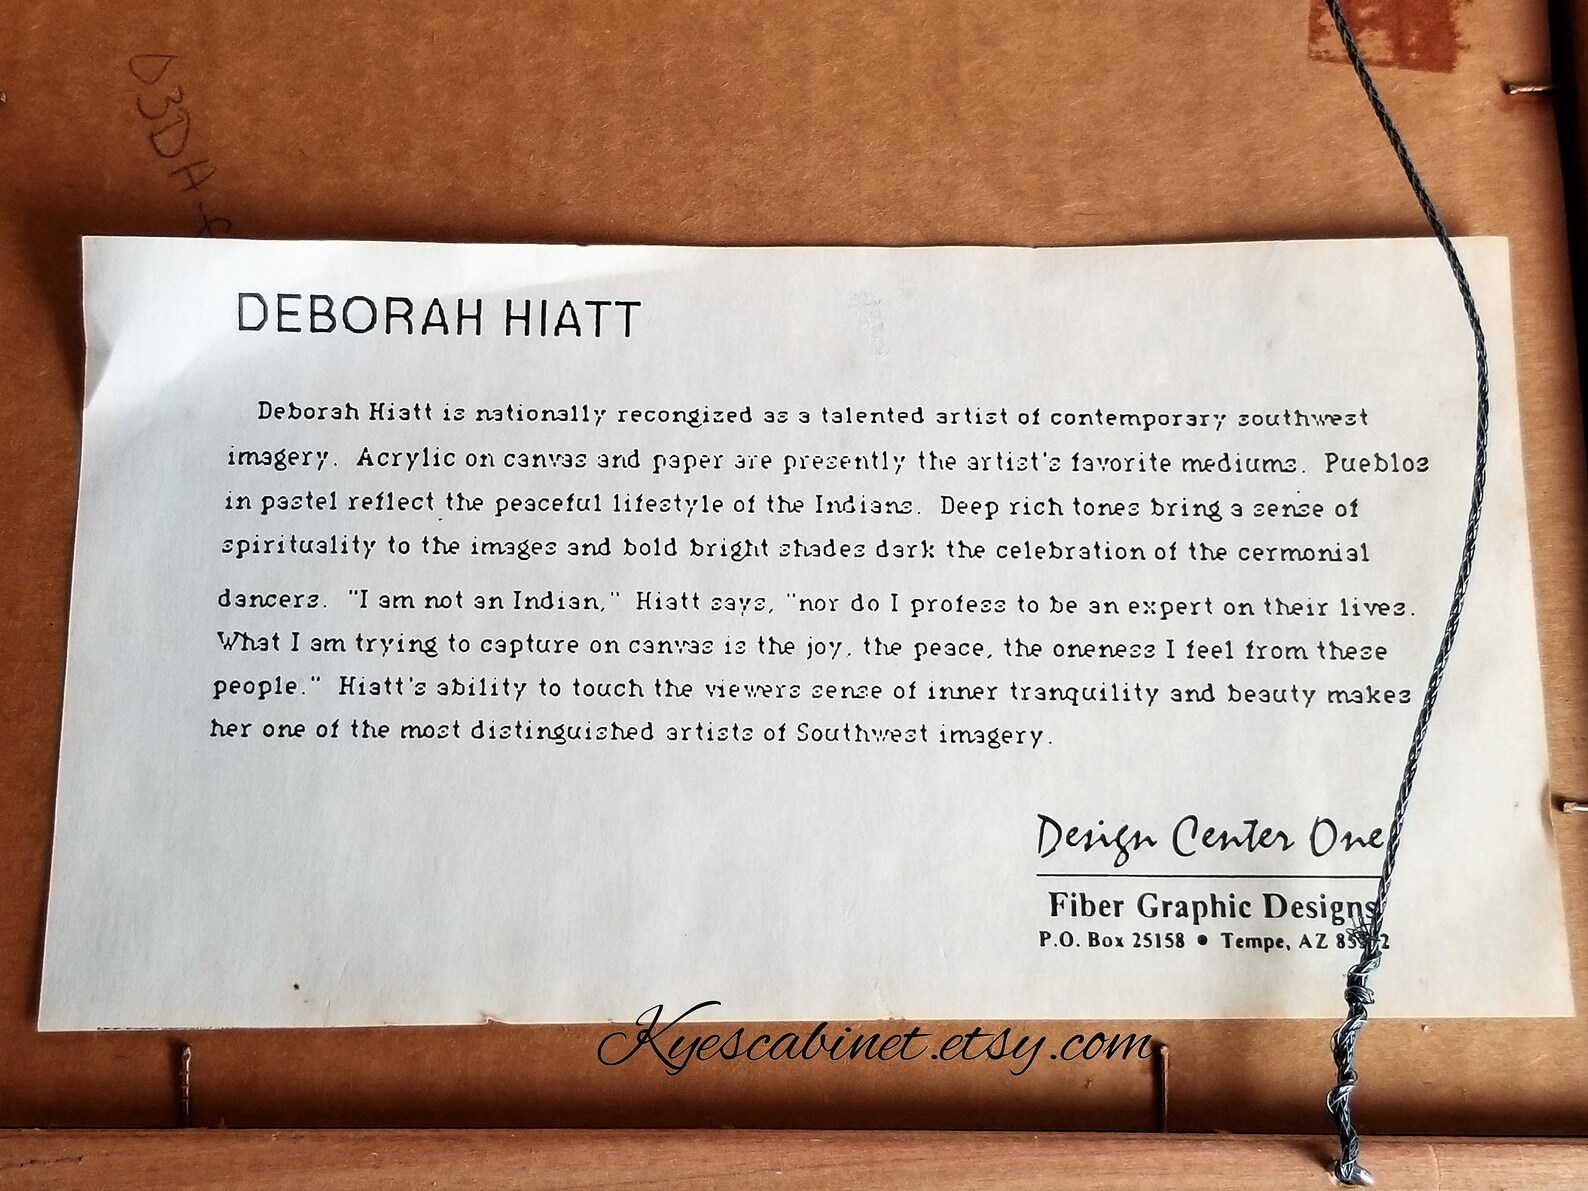 D3DH
DEBORAH HIATT
Deborah Hiatt is nationally recongized as a talented artist of contemporary southwest
imagery. Acrylic on canvas and paper are presently the artist's favorite mediums. Pueblos
in pastel reflect the peaceful lifestyle of the Indians. Deep rich tones bring a sense of
spirituality to the images and bold bright shades dark the celebration of the cermonial
dancers. "I am not an Indian," Hiatt says, "nor do I profess to be an expert on their lives.
What I am trying to capture on canvas is the joy, the peace, the oneness I feel from these
people." Hiatt's ability to touch the viewers sense of inner tranquility and beauty makes
her one of the most distinguished artists of Southwest imagery.
Design Center One
Fiber Graphic Designs
P.O. Box 25158 • Tempe, AZ
Kyescabinet.etsy.com